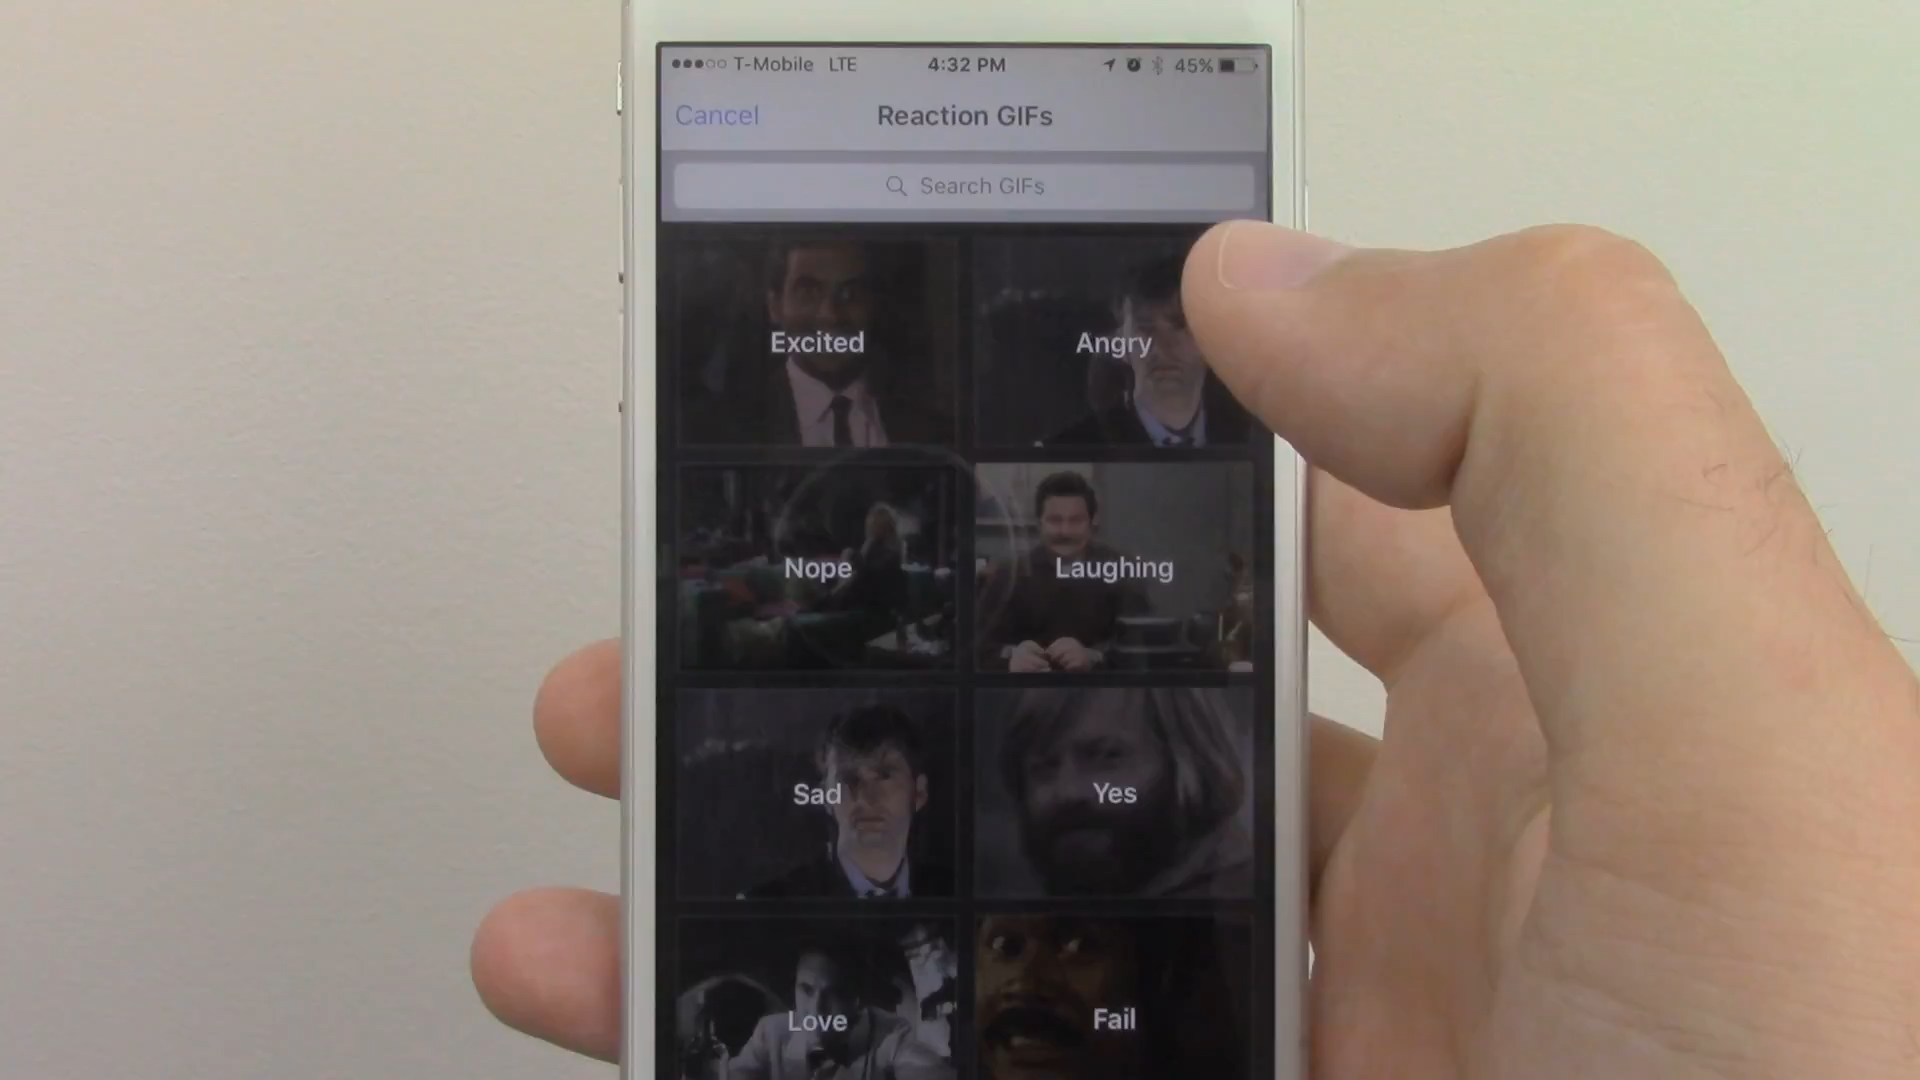 T-Mobile LTE 4:32 PM 45%
Cancel Reaction GIFs
Search GIFs
Excited Angry
Nope Laughing
Sad Yes
Love Fail